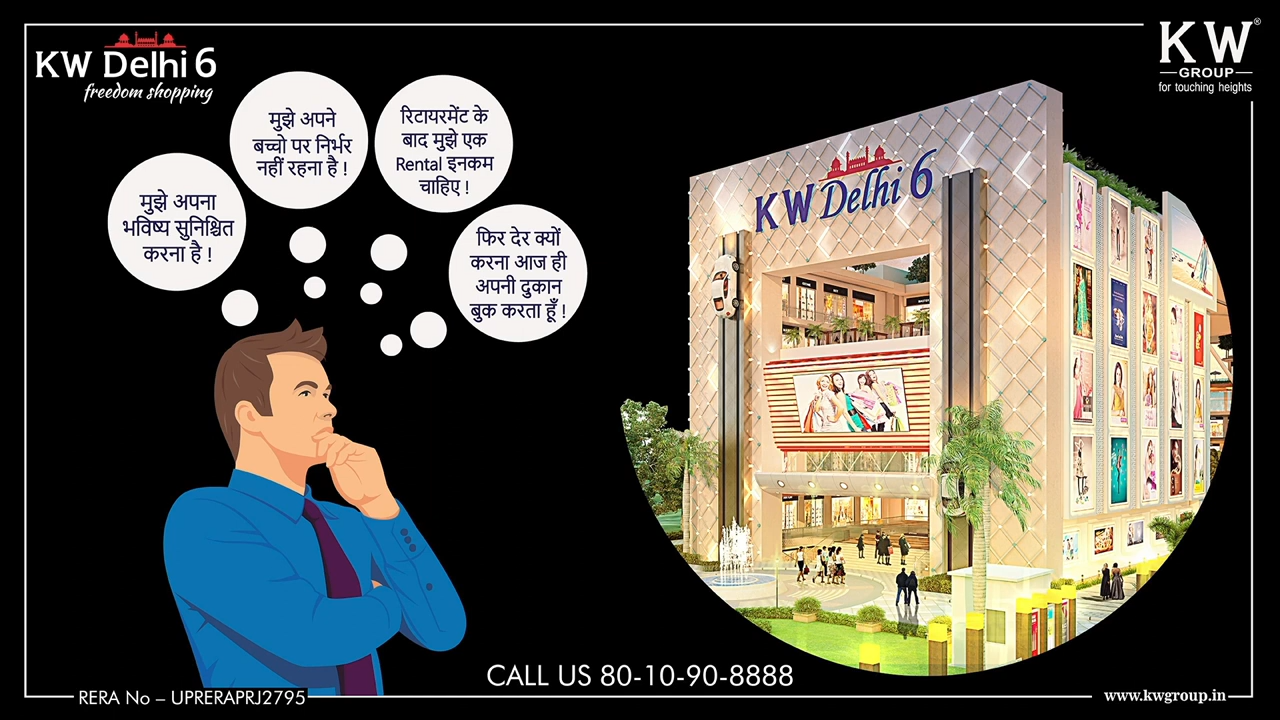 KW Delhi 6
freedom shopping
KW®
GROUP
for touching heights
मुझे अपना
भविष्य सुनिश्चित
करना है !
मुझे अपने
बच्चो पर निर्भर
नहीं रहना है !
रिटायरमेंट के
बाद मुझे एक
Rental इनकम
चाहिए !
फिर देर क्यों
करना आज ही
अपनी दुकान
बुक करता हूँ !
KW Delhi 6
CALL US 80-10-90-8888
RERA No – UPRERAPRJ2795
www.kwgroup.in